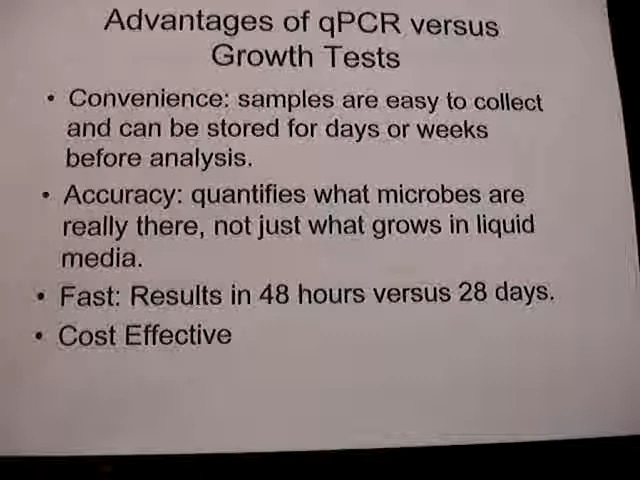 Advantages of qPCR versus
Growth Tests
• Convenience: samples are easy to collect
and can be stored for days or weeks
before analysis.
• Accuracy: quantifies what microbes are
really there, not just what grows in liquid
media.
• Fast: Results in 48 hours versus 28 days.
• Cost Effective